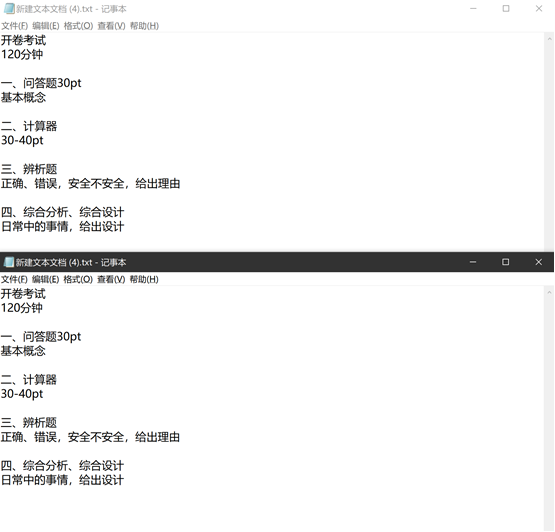 新建文本文档 (4).txt - 记事本
文件(F) 编辑(E) 格式(O) 查看(V) 帮助(H)
开卷考试
120分钟
一、问答题30pt
基本概念
二、计算器
30-40pt
三、辨析题
正确、错误，安全不安全，给出理由
四、综合分析、综合设计
日常中的事情，给出设计
新建文本文档 (4).txt - 记事本
文件(F) 编辑(E) 格式(O) 查看(V) 帮助(H)
开卷考试
120分钟
一、问答题30pt
基本概念
二、计算器
30-40pt
三、辨析题
正确、错误，安全不安全，给出理由
四、综合分析、综合设计
日常中的事情，给出设计